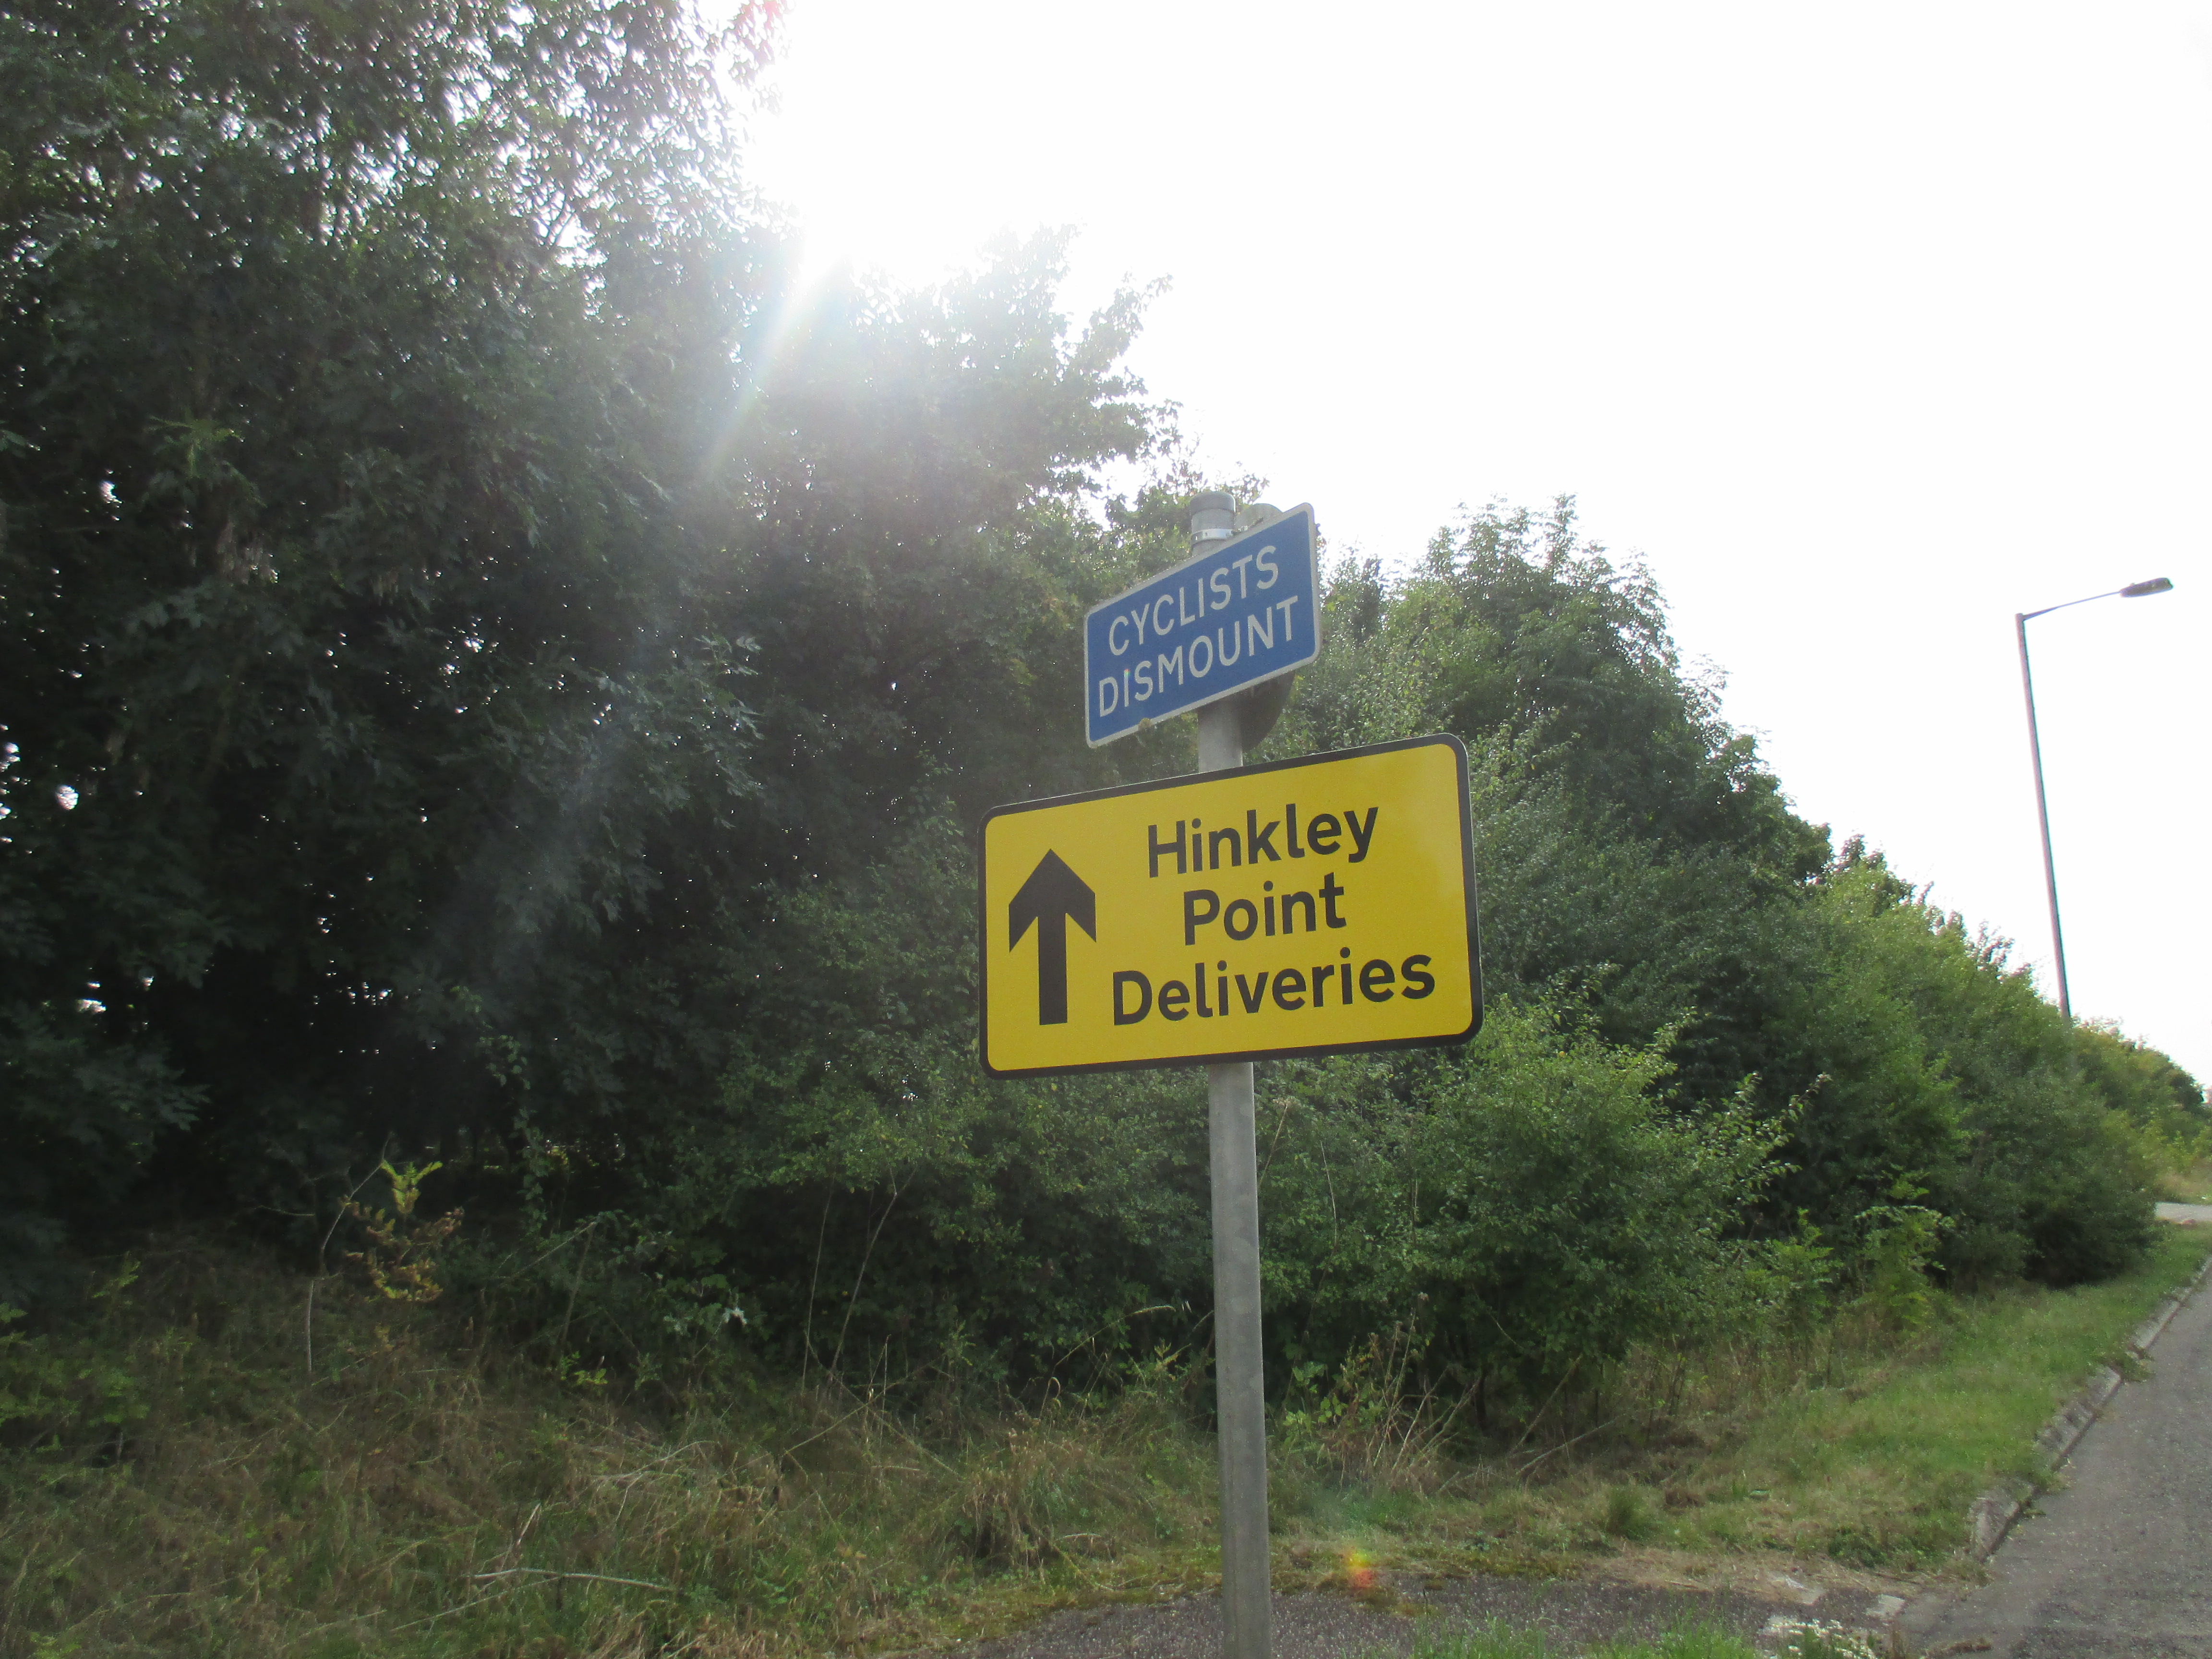 CYCLISTS
DISMOUNT
Hinkley
Point
Deliveries